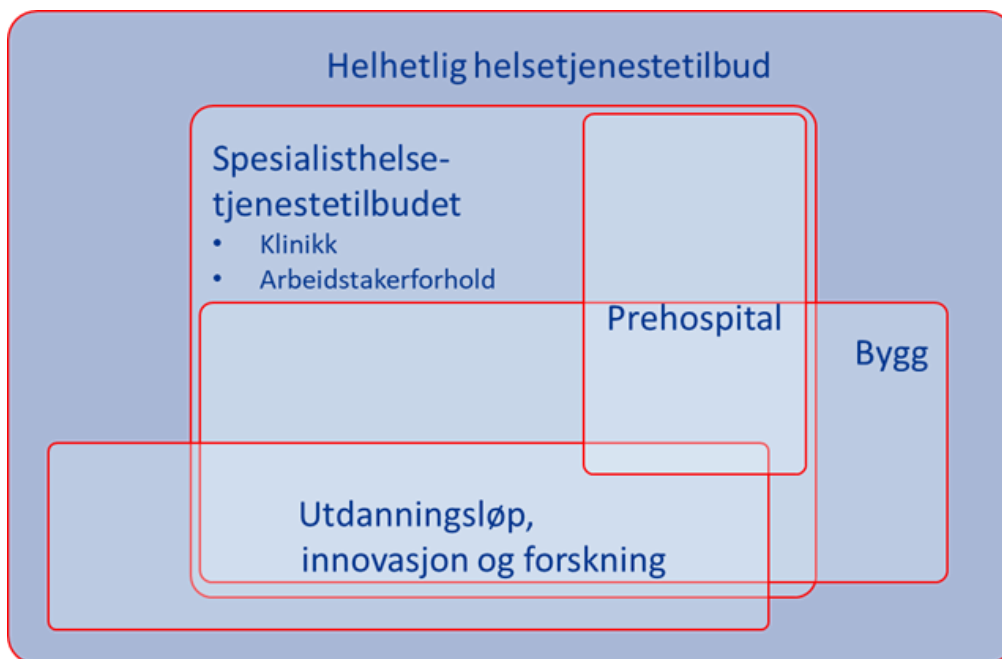 Helhetlig helsetjenestetilbud
Spesialisthelse-
tjenestetilbudet
• Klinikk
• Arbeidstakerforhold
Prehospital
Bygg
Utdanningsløp,
innovasjon og forskning